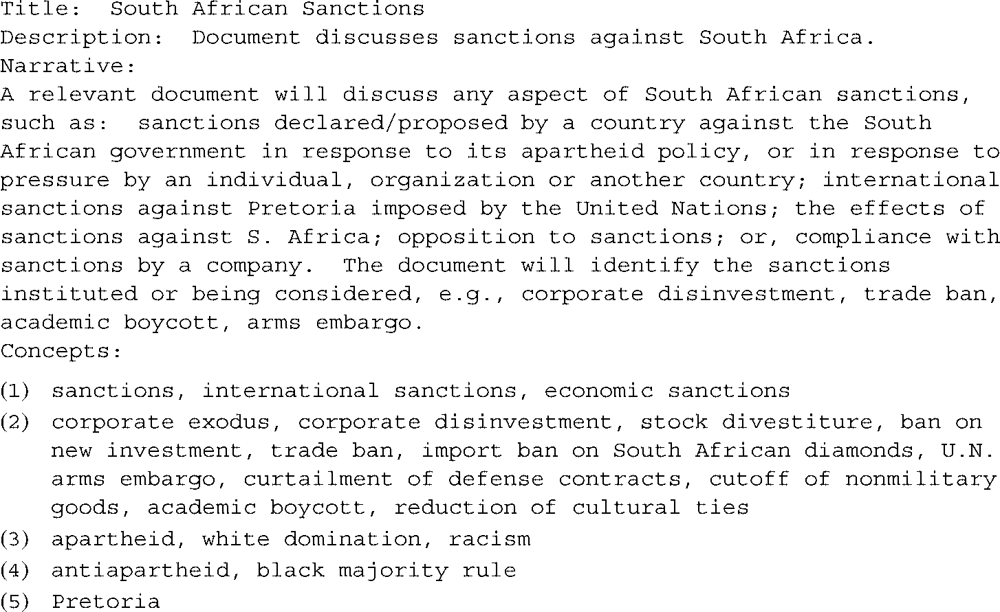 Title:  South African Sanctions
Description:  Document discusses sanctions against South Africa.
Narrative:
A relevant document will discuss any aspect of South African sanctions,
such as:  sanctions declared/proposed by a country against the South
African government in response to its apartheid policy, or in response to
pressure by an individual, organization or another country; international
sanctions against Pretoria imposed by the United Nations; the effects of
sanctions against S. Africa; opposition to sanctions; or, compliance with
sanctions by a company.  The document will identify the sanctions
instituted or being considered, e.g., corporate disinvestment, trade ban,
academic boycott, arms embargo.
Concepts:
(1) sanctions, international sanctions, economic sanctions
(2) corporate exodus, corporate disinvestment, stock divestiture, ban on
new investment, trade ban, import ban on South African diamonds, U.N.
arms embargo, curtailment of defense contracts, cutoff of nonmilitary
goods, academic boycott, reduction of cultural ties
(3) apartheid, white domination, racism
(4) antiapartheid, black majority rule
(5) Pretoria